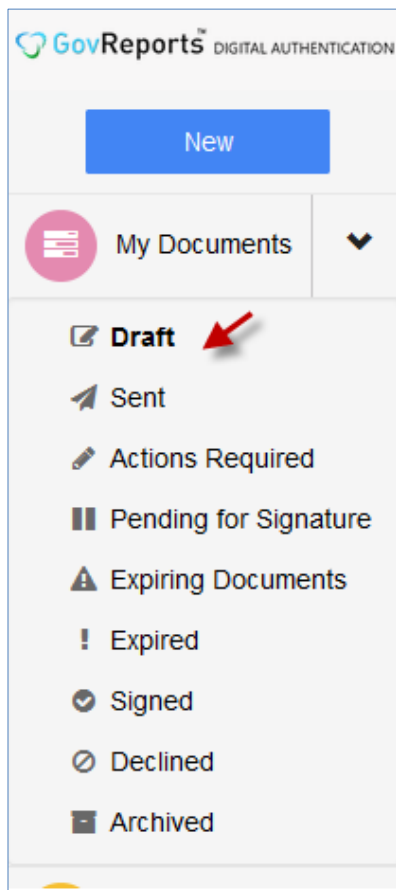 GovReports™ DIGITAL AUTHENTICATION
New
My Documents
Draft
Sent
Actions Required
Pending for Signature
Expiring Documents
Expired
Signed
Declined
Archived